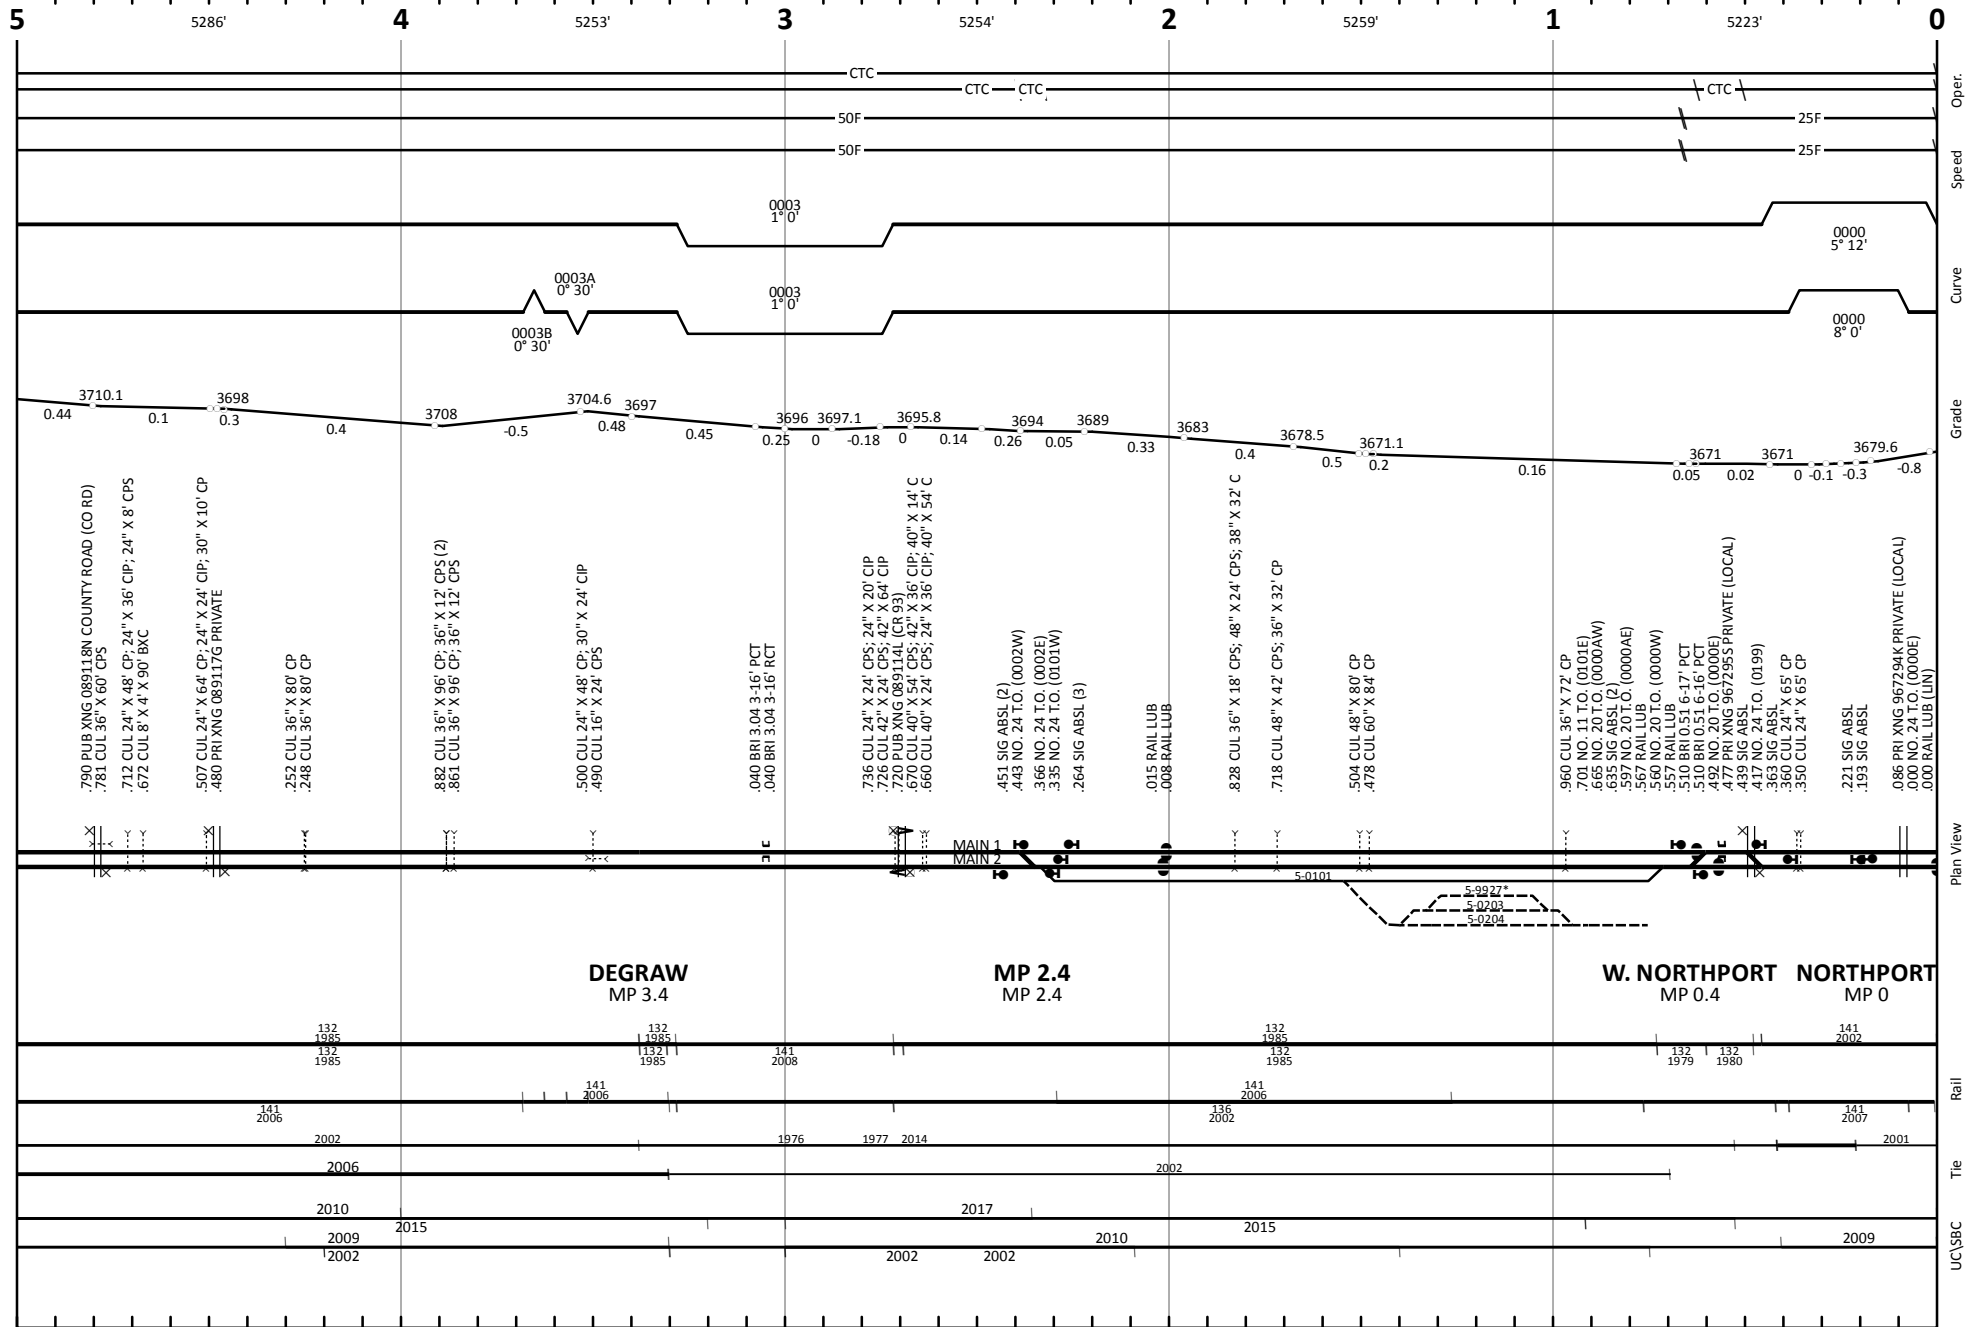 5 4 3 2 1 0
5286' 5253' 5254' 5259' 5223'
CTC
CTC CTC CTC
50F 25F
50F 25F
Oper.
Speed
0003
1° 0'
0000
5° 12'
0003A
0° 30'
0003B
0° 30'
0003
1° 0'
0000
8° 0'
Curve
3710.1 3698 3708 3704.6 3697 3696 3697.1 3695.8 3694 3689 3683 3678.5 3671.1 3671 3671 3679.6
0.44 0.1 0.3 0.4 -0.5 0.48 0.45 0.25 0 -0.18 0 0.14 0.26 0.05 0.33 0.4 0.5 0.2 0.16 0.05 0.02 0 -0.1 -0.3 -0.8
Grade
.790 PUB XNG 089118N COUNTY ROAD (CO RD)
.781 CUL 36" X 60' CPS
.712 CUL 24" X 48' CP; 24" X 36' CIP; 24" X 8' CPS
.672 CUL 8' X 4' X 90' BXC
.507 CUL 24" X 64' CP; 24" X 24' CIP; 30" X 10' CP
.480 PRI XNG 089117G PRIVATE
.252 CUL 36" X 80' CP
.248 CUL 36" X 80' CP
.882 CUL 36" X 96' CP; 36" X 12' CPS (2)
.861 CUL 36" X 96' CP; 36" X 12' CPS
.500 CUL 24" X 48' CP; 30" X 24' CIP
.490 CUL 16" X 24' CPS
.040 BRI 3.04 3-16' PCT
.040 BRI 3.04 3-16' RCT
.736 CUL 24" X 24' CPS; 24" X 20' CIP
.726 CUL 42" X 24' CPS; 42" X 64' CIP
.720 PUB XNG 089114L (CR 93)
.670 CUL 40" X 54' CPS; 42" X 36' CIP; 40" X 14' C
.660 CUL 40" X 24' CPS; 24" X 36' CIP; 40" X 54' C
.451 SIG ABSL (2)
.443 NO. 24 T.O. (0002W)
.366 NO. 24 T.O. (0002E)
.335 NO. 24 T.O. (0101W)
.264 SIG ABSL (3)
.015 RAIL LUB
.008 RAIL LUB
.828 CUL 36" X 18' CPS; 48" X 24' CPS; 38" X 32' C
.718 CUL 48" X 42' CPS; 36" X 32' CP
.504 CUL 48" X 80' CP
.478 CUL 60" X 84' CP
.960 CUL 36" X 72' CP
.701 NO. 11 T.O. (0101E)
.665 NO. 20 T.O. (0000AW)
.635 SIG ABSL (2)
.597 NO. 20 T.O. (0000AE)
.567 RAIL LUB
.560 NO. 20 T.O. (0000W)
.557 RAIL LUB
.510 BRI 0.51 6-17' PCT
.510 BRI 0.51 6-16' PCT
.492 NO. 20 T.O. (0000E)
.477 PRI XNG 967295S PRIVATE (LOCAL)
.439 SIG ABSL
.417 NO. 24 T.O. (0199)
.363 SIG ABSL
.360 CUL 24" X 65' CP
.350 CUL 24" X 65' CP
.221 SIG ABSL
.193 SIG ABSL
.086 PRI XNG 967294K PRIVATE (LOCAL)
.000 NO. 24 T.O. (0000E)
.000 RAIL LUB (LIN)
MAIN 1
MAIN 2
5-0101
5-9927*
5-0203
5-0204
Plan View
DEGRAW MP 2.4 W. NORTHPORT NORTHPORT
MP 3.4 MP 2.4 MP 0.4 MP 0
132 132 132 141
1985 1985 1985 2002
132 132 141 132 132 132
1985 1985 2008 1985 1979 1980
141 141
2006 2006
141 136 141
2006 2002 2007
Rail
2002 1976 1977 2014 2001
2006 2002
Tie
2010 2017
2015 2015
2009 2010 2009
2002 2002 2002
UC\SBC